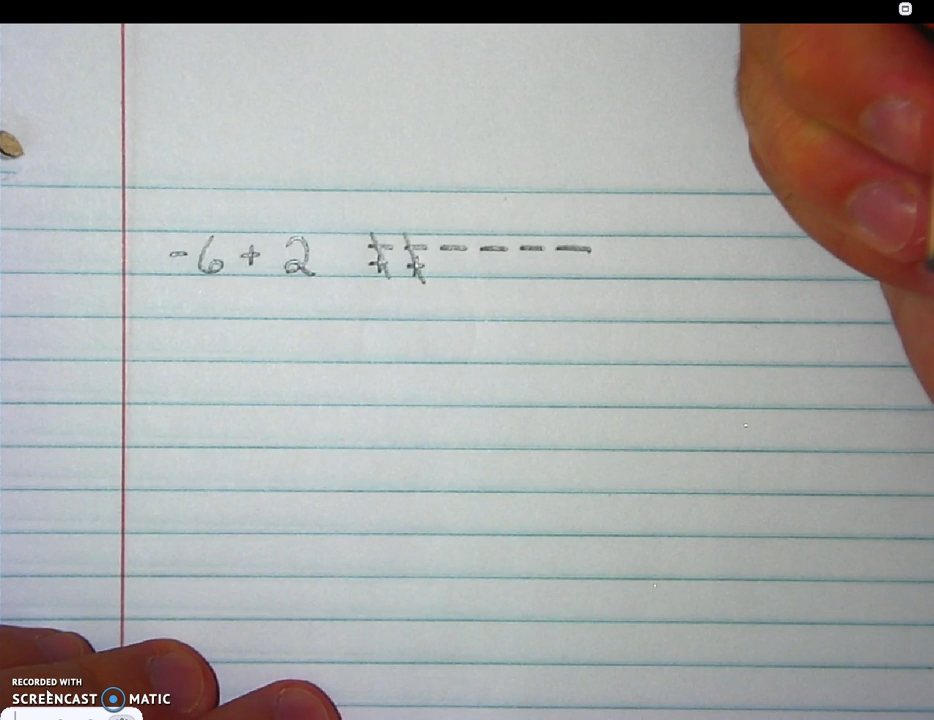 -6 + 2 ± ± - - - -
RECORDED WITH
SCREENCAST MATIC